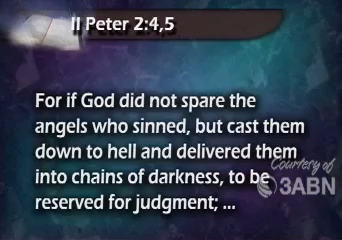 II Peter 2:4,5
For if God did not spare the
angels who sinned, but cast them
down to hell and delivered them
into chains of darkness, to be
reserved for judgment; ...
Courtesy of
3ABN